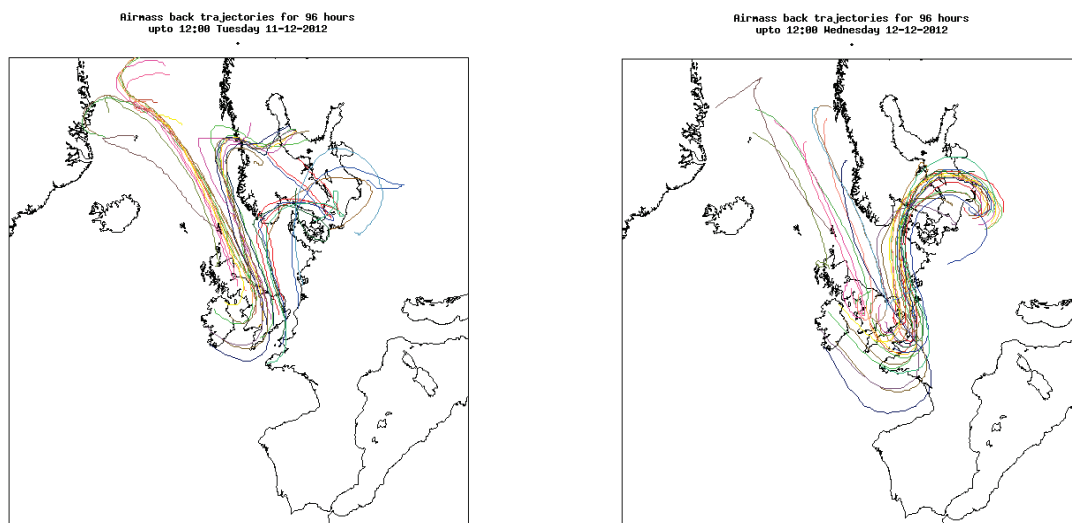 Airmass back trajectories for 96 hours
upto 12:00 Tuesday 11-12-2012
Airmass back trajectories for 96 hours
upto 12:00 Wednesday 12-12-2012